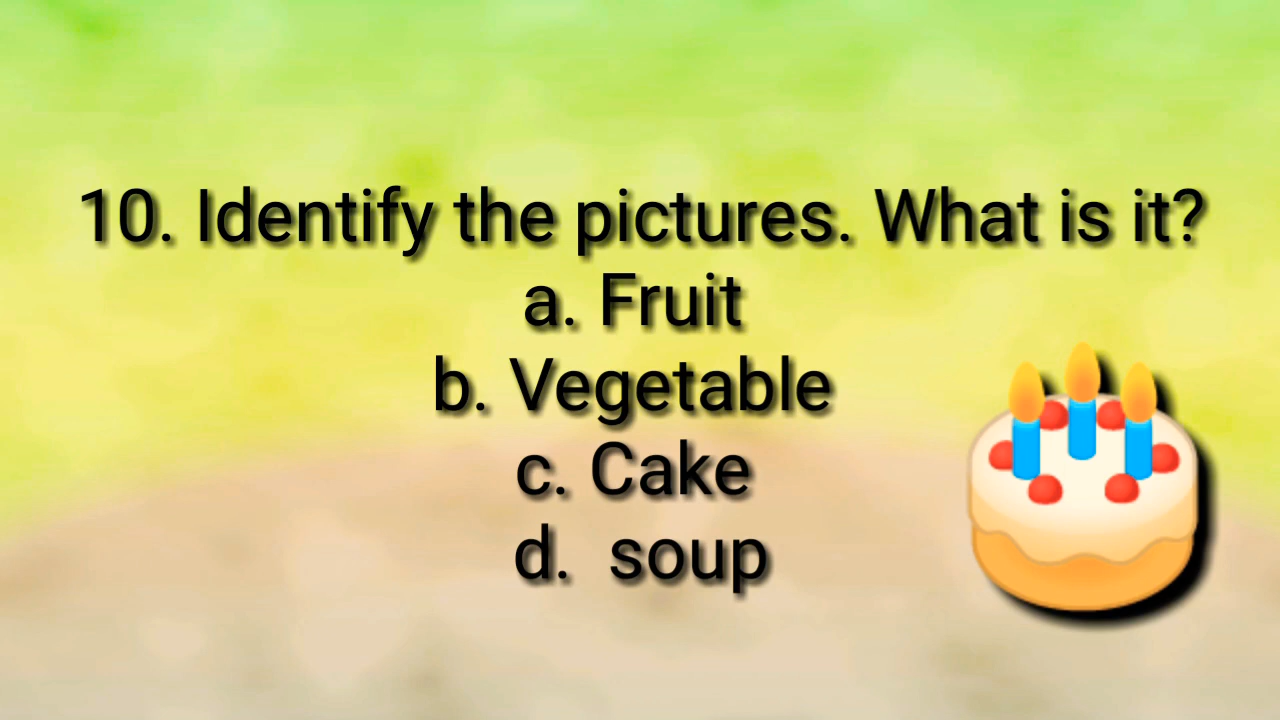 10. Identify the pictures. What is it?
a. Fruit
b. Vegetable
c. Cake
d.  soup